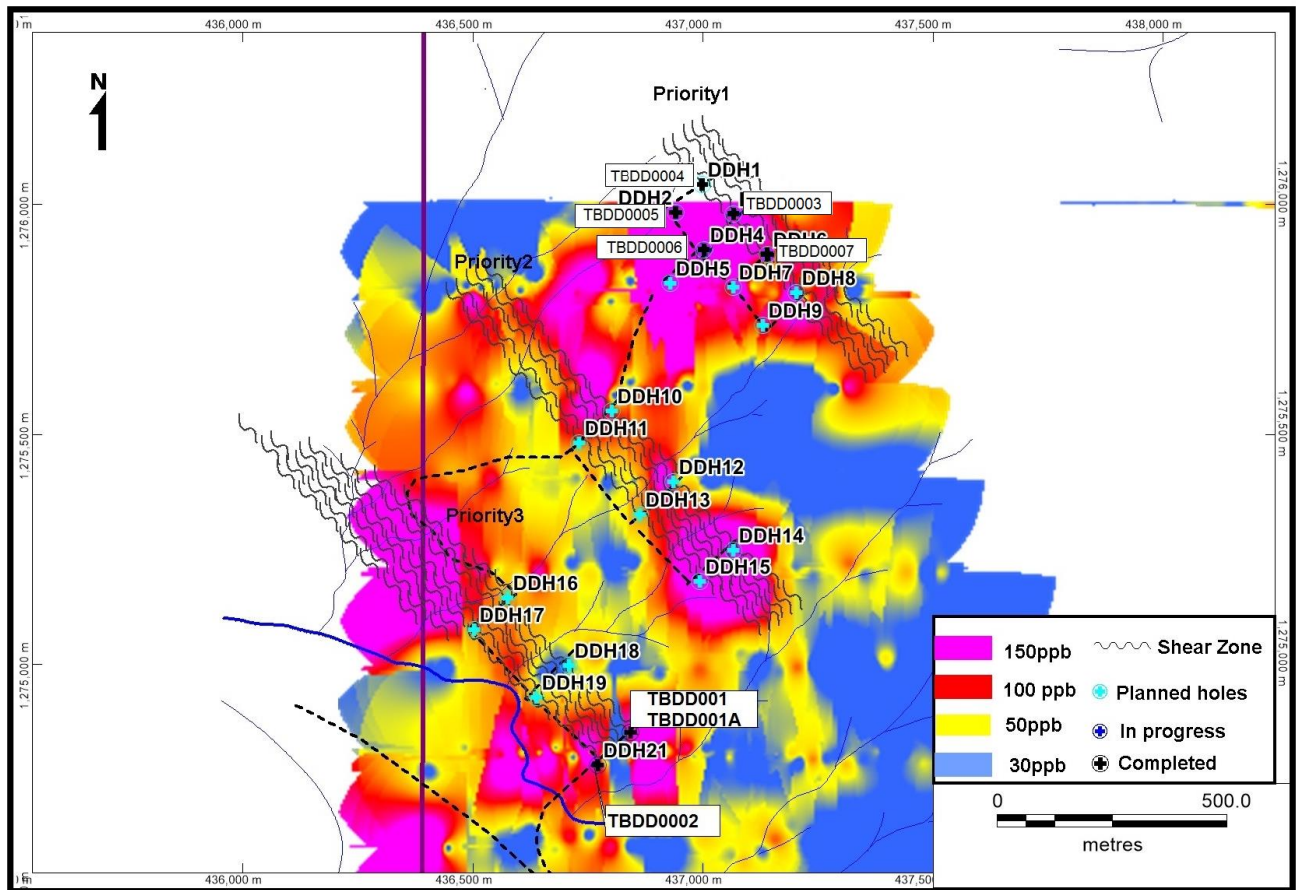 436,000 m
436,500 m
437,000 m
437,500 m
438,000 m
N
Priority1
TBDD0004
DDH1
DDH2
TBDD0003
TBDD0005
1,276,000 m
1,276,000 m
DDH4
TBDD0006
TBDD0007
DDH5
DDH7
DDH8
Priority2
DDH9
DDH10
DDH11
1,275,500 m
1,275,500 m
DDH12
DDH13
Priority3
DDH14
DDH15
DDH16
DDH17
DDH18
DDH19
1,275,000 m
1,275,000 m
TBDD001
TBDD001A
DDH21
TBDD0002
150ppb
Shear Zone
100 ppb
Planned holes
50ppb
In progress
30ppb
Completed
0
500.0
metres
436,000 m
436,500 m
437,000 m